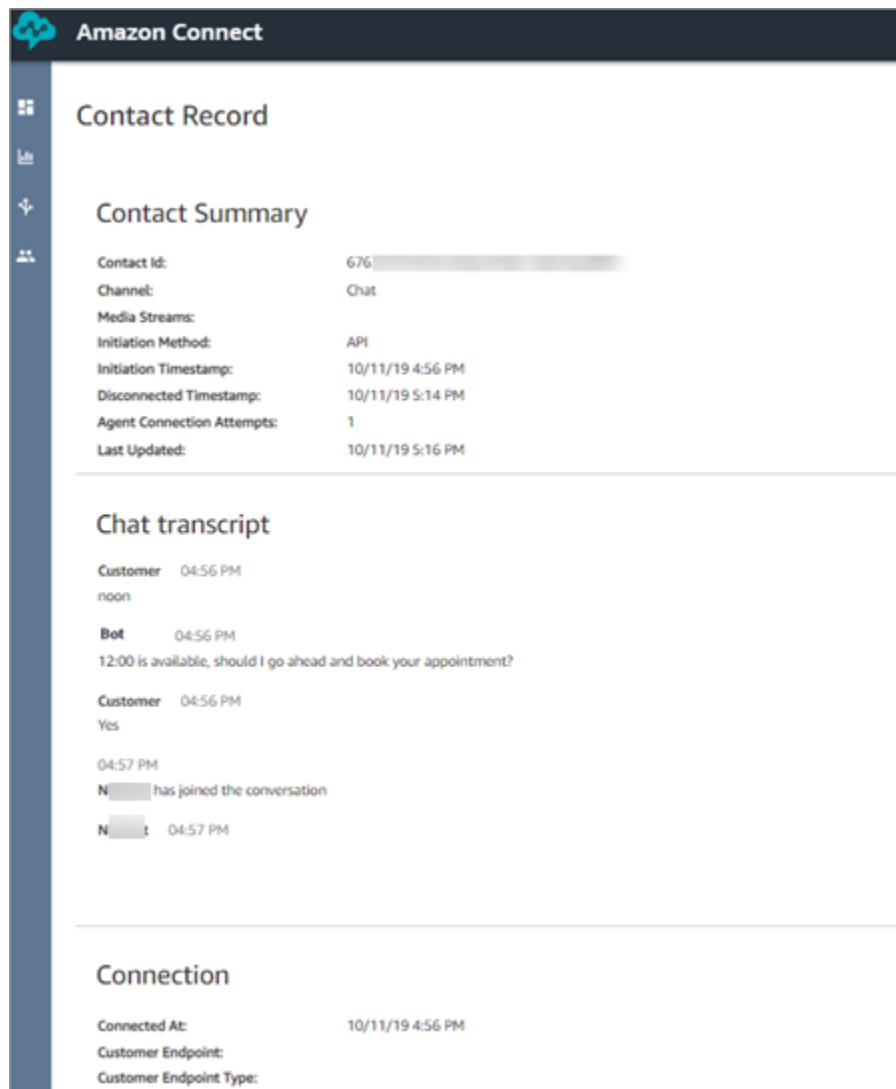 Amazon Connect
Contact Record
Contact Summary
Contact Id: 676
Channel: Chat
Media Streams:
Initiation Method: API
Initiation Timestamp: 10/11/19 4:56 PM
Disconnected Timestamp: 10/11/19 5:14 PM
Agent Connection Attempts: 1
Last Updated: 10/11/19 5:16 PM
Chat transcript
Customer 04:56 PM
noon
Bot 04:56 PM
12:00 is available, should I go ahead and book your appointment?
Customer 04:56 PM
Yes
04:57 PM
N has joined the conversation
N t 04:57 PM
Connection
Connected At: 10/11/19 4:56 PM
Customer Endpoint:
Customer Endpoint Type: